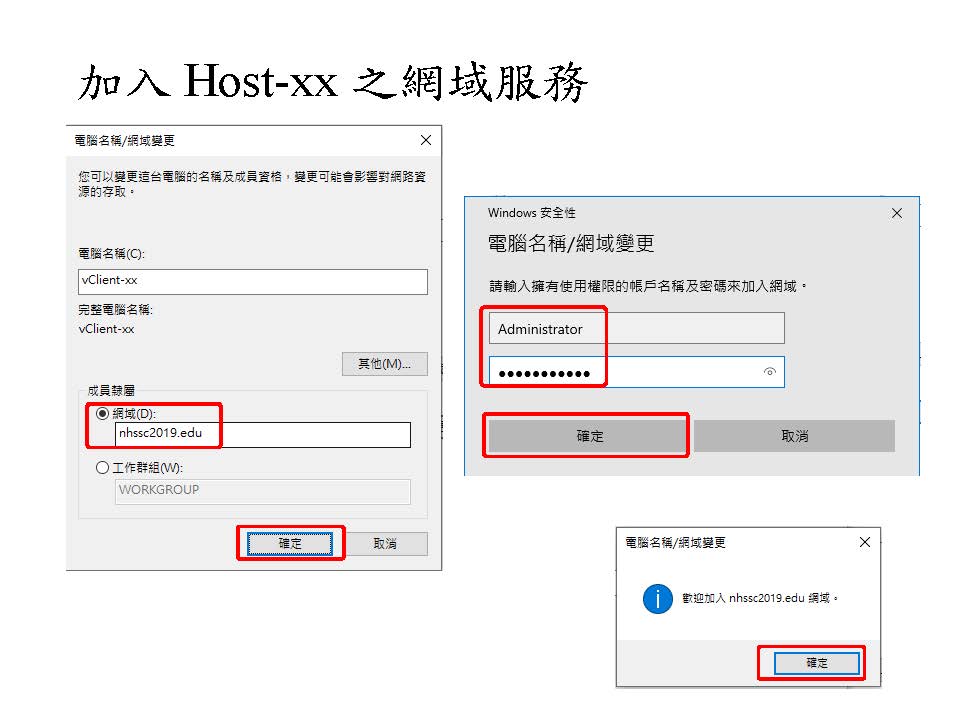 加入 Host-xx 之網域服務
電腦名稱/網域變更
您可以變更這台電腦的名稱及成員資格，變更可能會影響對網路資
源的存取。
電腦名稱(C):
vClient-xx
完整電腦名稱:
vClient-xx
其他(M)...
成員隸屬
網域(D):
nhssc2019.edu
工作群組(W):
WORKGROUP
確定
取消
Windows 安全性
電腦名稱/網域變更
請輸入擁有使用權限的帳戶名稱及密碼來加入網域。
Administrator
●●●●●●●●●●●
確定
取消
電腦名稱/網域變更
歡迎加入 nhssc2019.edu 網域。
確定